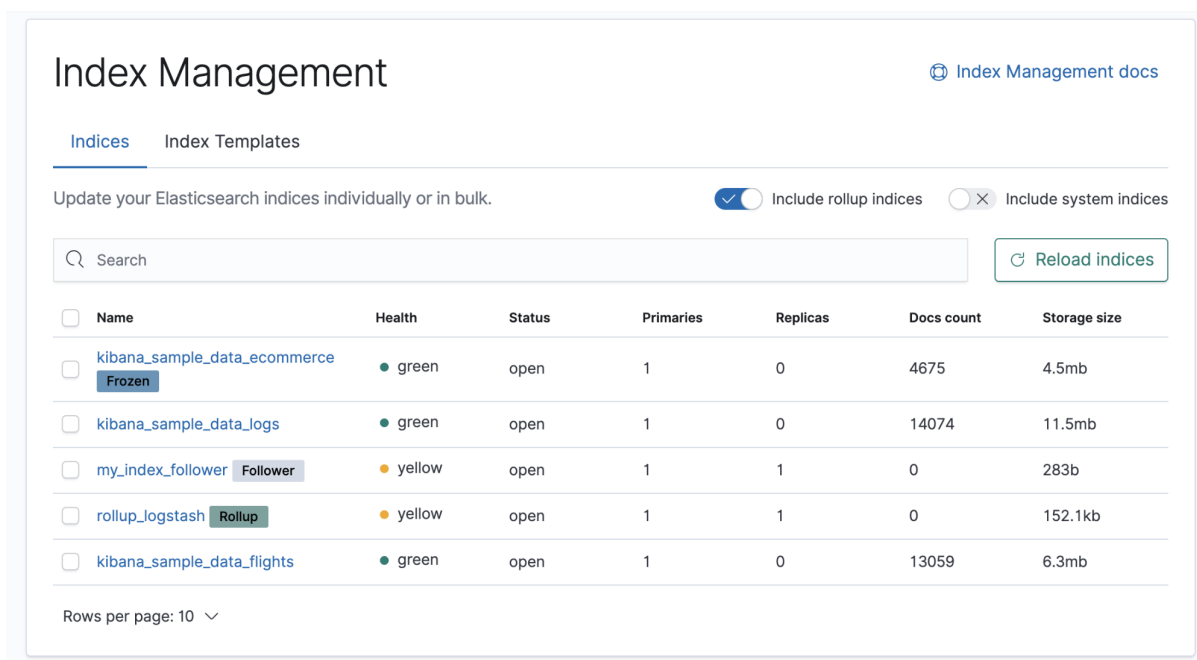 Index Management
Index Management docs
Indices Index Templates
Update your Elasticsearch indices individually or in bulk.
Include rollup indices
Include system indices
Search
Reload indices
Name Health Status Primaries Replicas Docs count Storage size
kibana_sample_data_ecommerce
Frozen
green open 1 0 4675 4.5mb
kibana_sample_data_logs green open 1 0 14074 11.5mb
my_index_follower Follower yellow open 1 1 0 283b
rollup_logstash Rollup yellow open 1 1 0 152.1kb
kibana_sample_data_flights green open 1 0 13059 6.3mb
Rows per page: 10